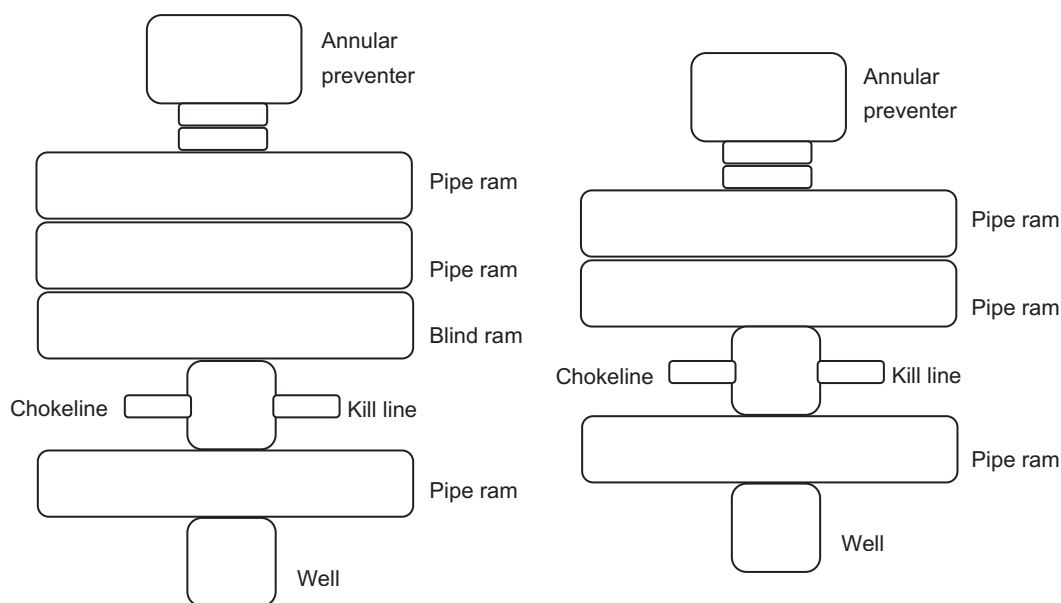 Annular
preventer
Pipe ram
Pipe ram
Blind ram
Chokeline
Kill line
Pipe ram
Well
Annular
preventer
Pipe ram
Pipe ram
Chokeline
Kill line
Pipe ram
Well